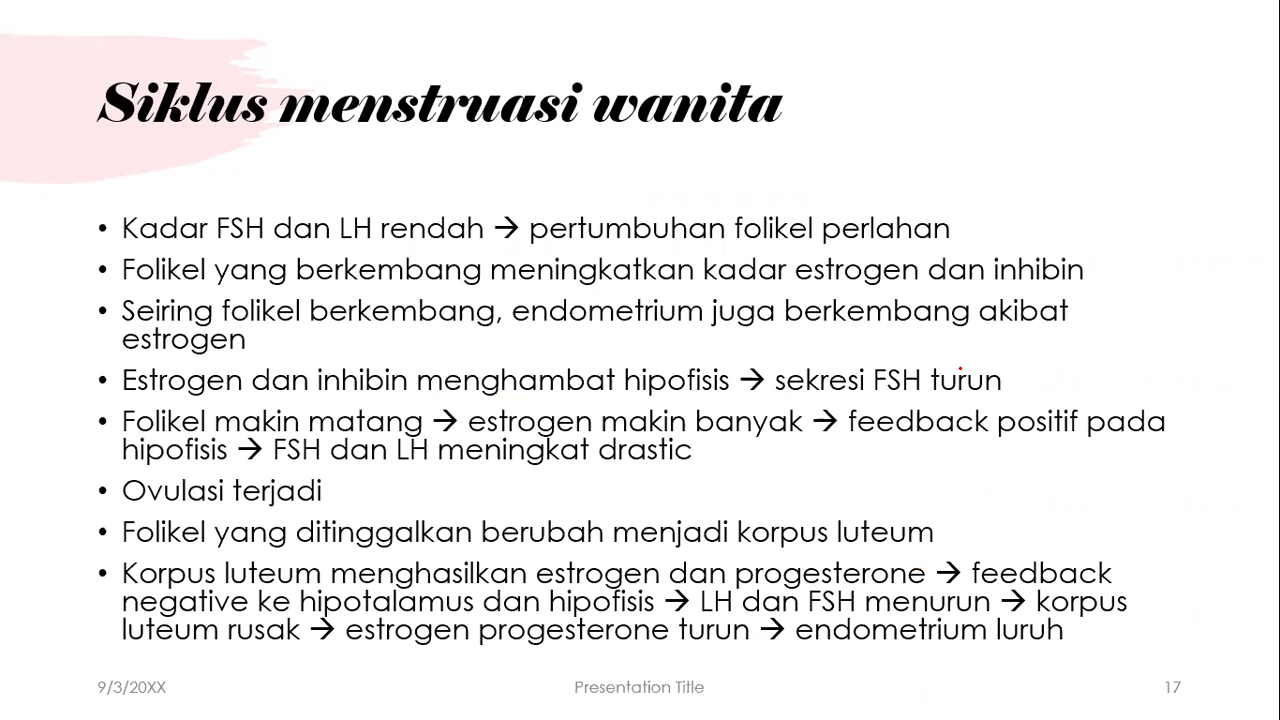 Siklus menstruasi wanita
• Kadar FSH dan LH rendah → pertumbuhan folikel perlahan
• Folikel yang berkembang meningkatkan kadar estrogen dan inhibin
• Seiring folikel berkembang, endometrium juga berkembang akibat
estrogen
• Estrogen dan inhibin menghambat hipofisis → sekresi FSH turun
• Folikel makin matang → estrogen makin banyak → feedback positif pada
hipofisis → FSH dan LH meningkat drastic
• Ovulasi terjadi
• Folikel yang ditinggalkan berubah menjadi korpus luteum
• Korpus luteum menghasilkan estrogen dan progesterone → feedback
negative ke hipotalamus dan hipofisis → LH dan FSH menurun → korpus
luteum rusak → estrogen progesterone turun → endometrium luruh
9/3/20XX
Presentation Title
17